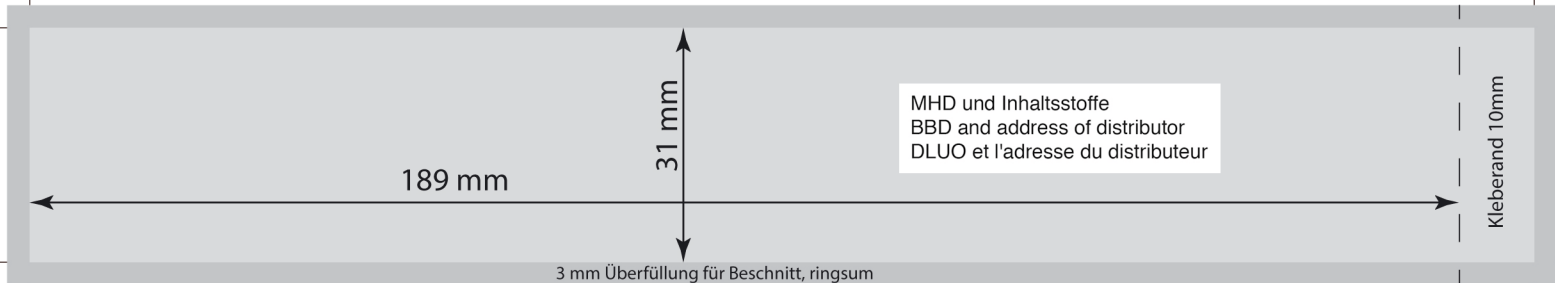 31 mm
MHD und Inhaltsstoffe
BBD and address of distributor
DLUO et l'adresse du distributeur
189 mm
Kleberand 10mm
3 mm Überfüllung für Beschnitt, ringsum